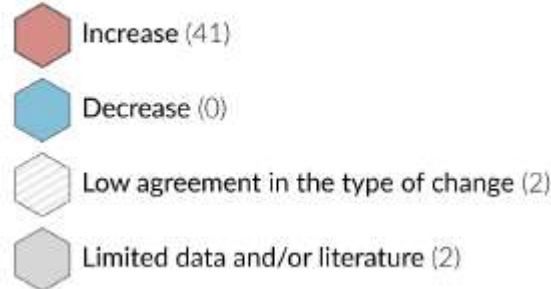 Increase (41)
Decrease (0)
Low agreement in the type of change (2)
Limited data and/or literature (2)